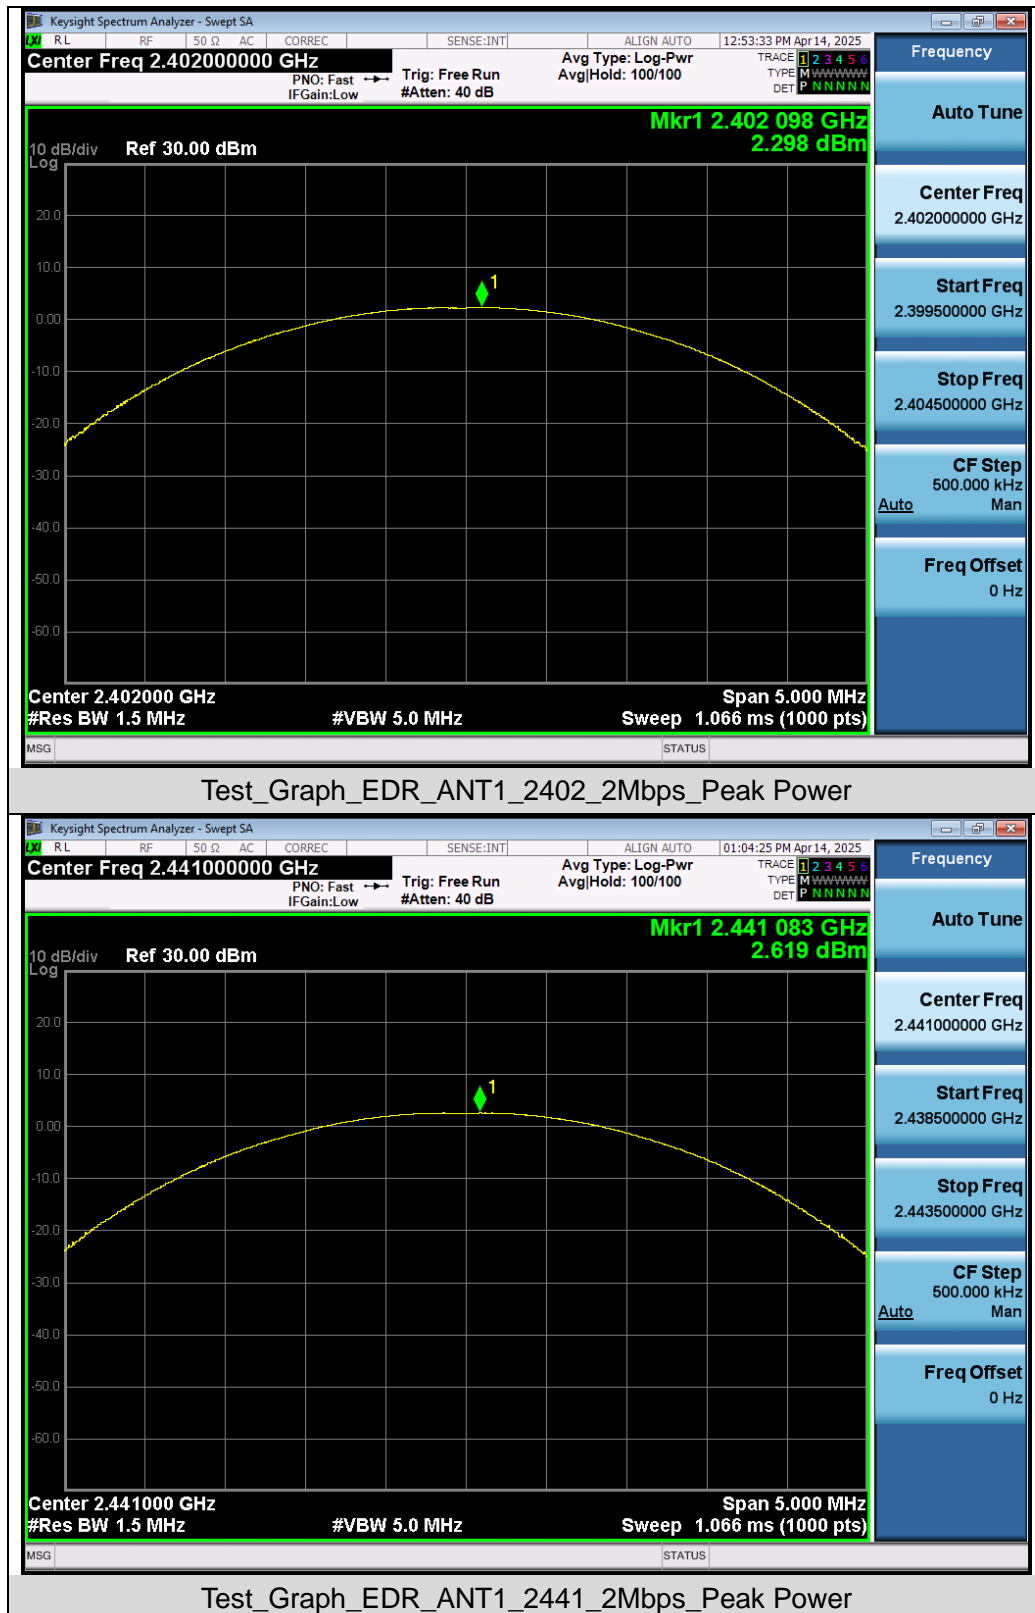 Keysight Spectrum Analyzer - Swept SA
LXI RL RF 50 Ω AC CORREC SENSE:INT ALIGN AUTO 12:53:33 PM Apr 14, 2025
Center Freq 2.402000000 GHz
PNO: Fast
IFGain:Low
Trig: Free Run
#Atten: 40 dB
Avg Type: Log-Pwr
Avg|Hold: 100/100
TRACE 1 2 3 4 5 6
TYPE M WWWWW
DET P N N N N N
Mkr1 2.402 098 GHz
2.298 dBm
10 dB/div Ref 30.00 dBm
Log
20.0
10.0
1
0.00
-10.0
-20.0
-30.0
-40.0
-50.0
-60.0
Center 2.402000 GHz Span 5.000 MHz
#Res BW 1.5 MHz #VBW 5.0 MHz Sweep 1.066 ms (1000 pts)
MSG STATUS
Frequency
Auto Tune
Center Freq
2.402000000 GHz
Start Freq
2.399500000 GHz
Stop Freq
2.404500000 GHz
CF Step
500.000 kHz
Auto Man
Freq Offset
0 Hz
Test_Graph_EDR_ANT1_2402_2Mbps_Peak Power
Keysight Spectrum Analyzer - Swept SA
LXI RL RF 50 Ω AC CORREC SENSE:INT ALIGN AUTO 01:04:25 PM Apr 14, 2025
Center Freq 2.441000000 GHz
PNO: Fast
IFGain:Low
Trig: Free Run
#Atten: 40 dB
Avg Type: Log-Pwr
Avg|Hold: 100/100
TRACE 1 2 3 4 5 6
TYPE M WWWWW
DET P N N N N N
Mkr1 2.441 083 GHz
2.619 dBm
10 dB/div Ref 30.00 dBm
Log
20.0
10.0
1
0.00
-10.0
-20.0
-30.0
-40.0
-50.0
-60.0
Center 2.441000 GHz Span 5.000 MHz
#Res BW 1.5 MHz #VBW 5.0 MHz Sweep 1.066 ms (1000 pts)
MSG STATUS
Frequency
Auto Tune
Center Freq
2.441000000 GHz
Start Freq
2.438500000 GHz
Stop Freq
2.443500000 GHz
CF Step
500.000 kHz
Auto Man
Freq Offset
0 Hz
Test_Graph_EDR_ANT1_2441_2Mbps_Peak Power